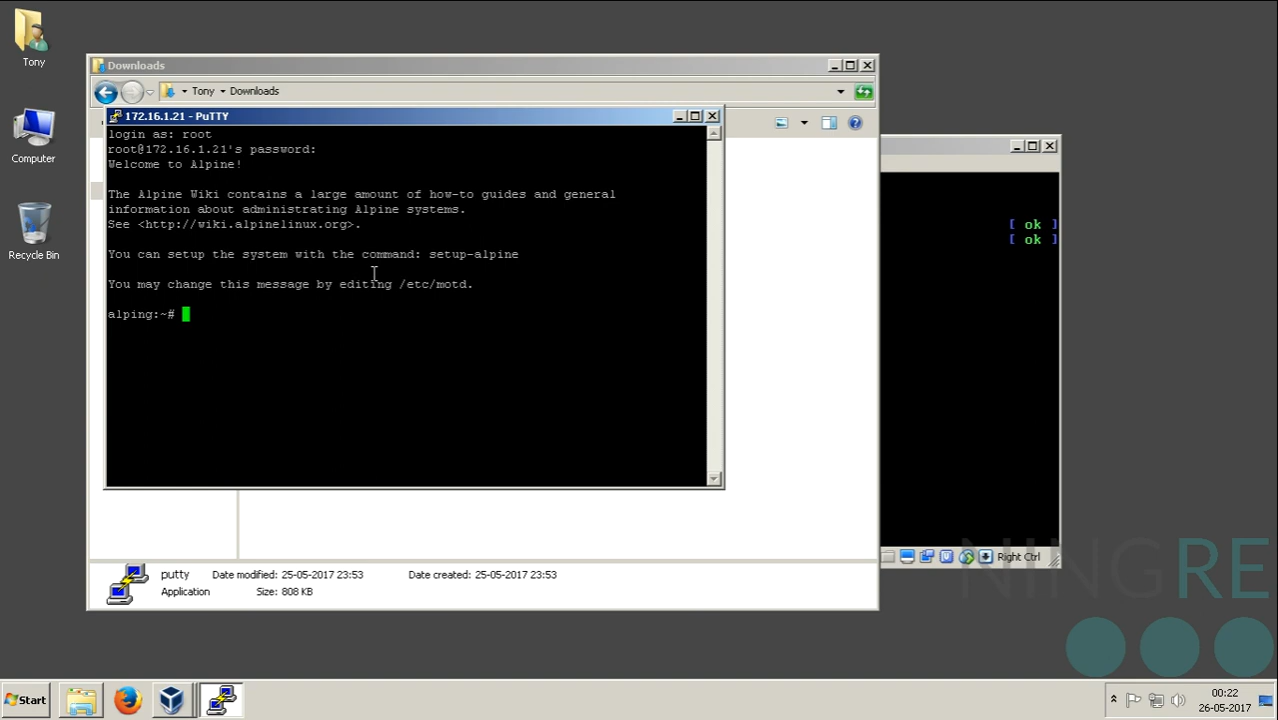 Tony
Computer
Recycle Bin
Downloads
Tony
Downloads
172.16.1.21 - PuTTY
login as: root
root@172.16.1.21's password:
Welcome to Alpine!
The Alpine Wiki contains a large amount of how-to guides and general
information about administrating Alpine systems.
See <http://wiki.alpinelinux.org>.
You can setup the system with the command: setup-alpine
You may change this message by editing /etc/motd.
alping:~#
[ ok ]
[ ok ]
Right Ctrl
putty
Date modified: 25-05-2017 23:53
Date created: 25-05-2017 23:53
Application
Size: 808 KB
NINGRE
Start
00:22
26-05-2017